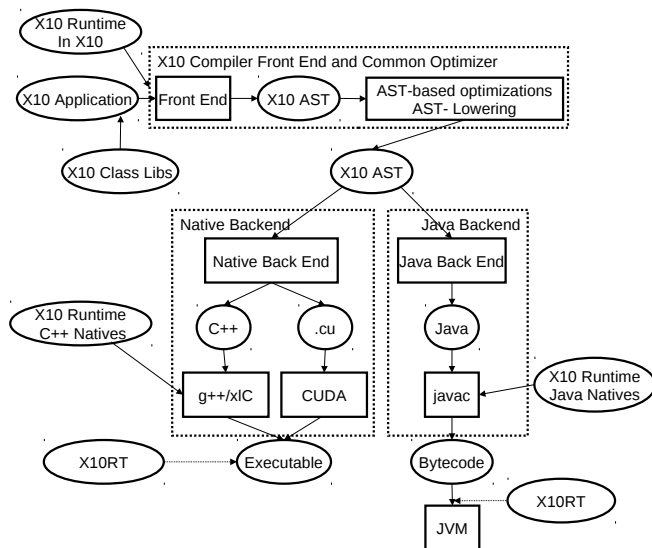 X10 Runtime
In X10
X10 Compiler Front End and Common Optimizer
X10 Application
Front End
X10 AST
AST-based optimizations
AST- Lowering
X10 Class Libs
X10 AST
Native Backend
Java Backend
Native Back End
Java Back End
X10 Runtime
C++ Natives
C++
.cu
Java
g++/xlC
CUDA
javac
X10 Runtime
Java Natives
X10RT
Executable
Bytecode
X10RT
JVM